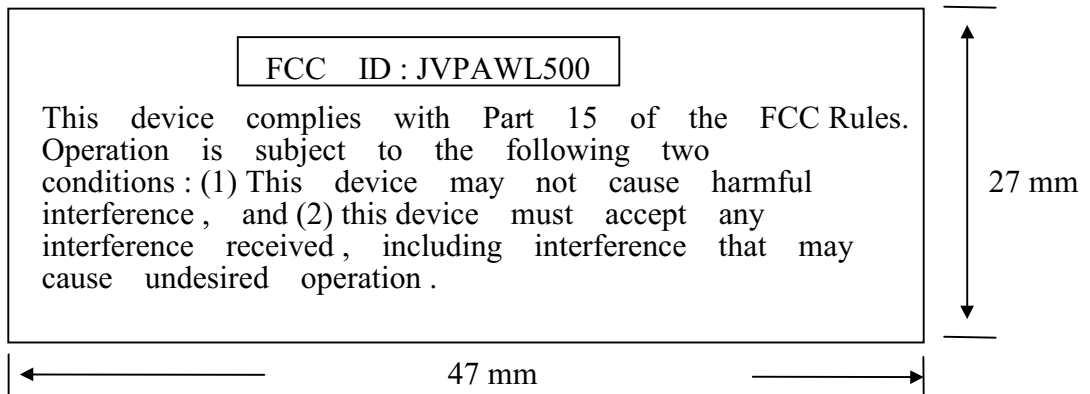 FCC ID : JVPAWL500
This device complies with Part 15 of the FCC Rules.
Operation is subject to the following two
conditions : (1) This device may not cause harmful
interference , and (2) this device must accept any
interference received , including interference that may
cause undesired operation .
27 mm
47 mm